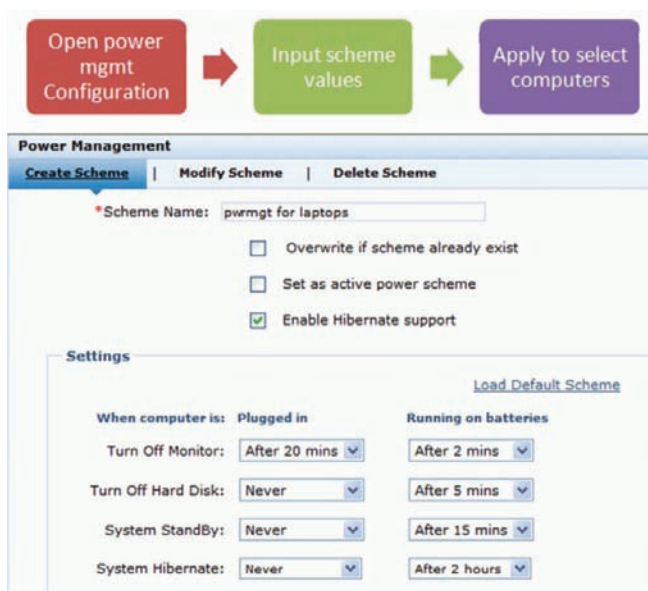 Open power
mgmt
Configuration
Input scheme
values
Apply to select
computers
Power Management
Create Scheme | Modify Scheme | Delete Scheme
*Scheme Name: pwrmgt for laptops
Overwrite if scheme already exist
Set as active power scheme
Enable Hibernate support
Settings
Load Default Scheme
When computer is: Plugged in Running on batteries
Turn Off Monitor: After 20 mins After 2 mins
Turn Off Hard Disk: Never After 5 mins
System StandBy: Never After 15 mins
System Hibernate: Never After 2 hours